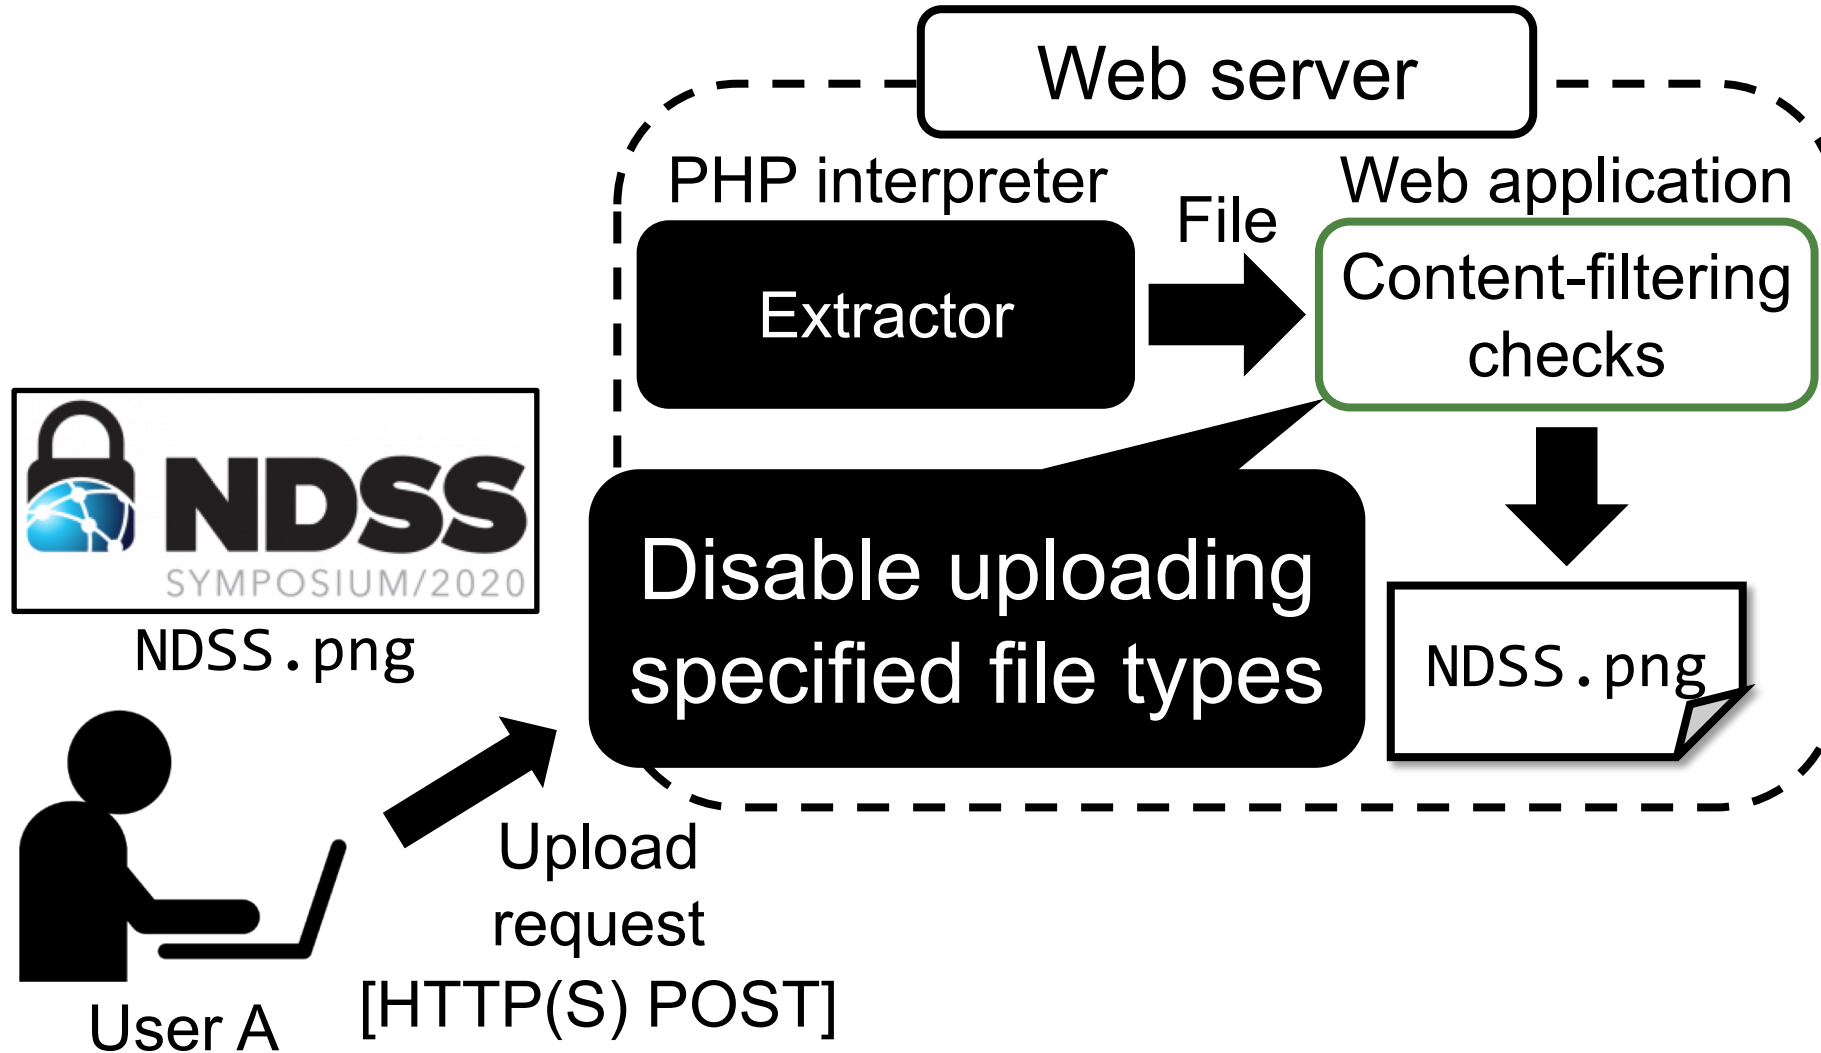 Web server
PHP interpreter
File
Web application
Extractor
Content-filtering
checks
NDSS
SYMPOSIUM/2020
NDSS.png
Disable uploading
specified file types
NDSS.png
Upload
request
[HTTP(S) POST]
User A